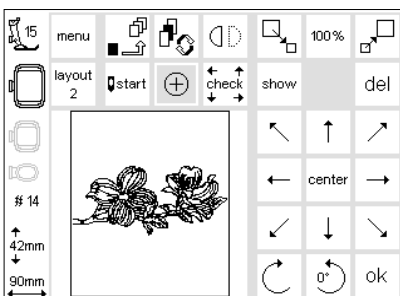 15
menu
100%
layout
2
start
check
show
del
# 14
center
42mm
90mm
0°
ok